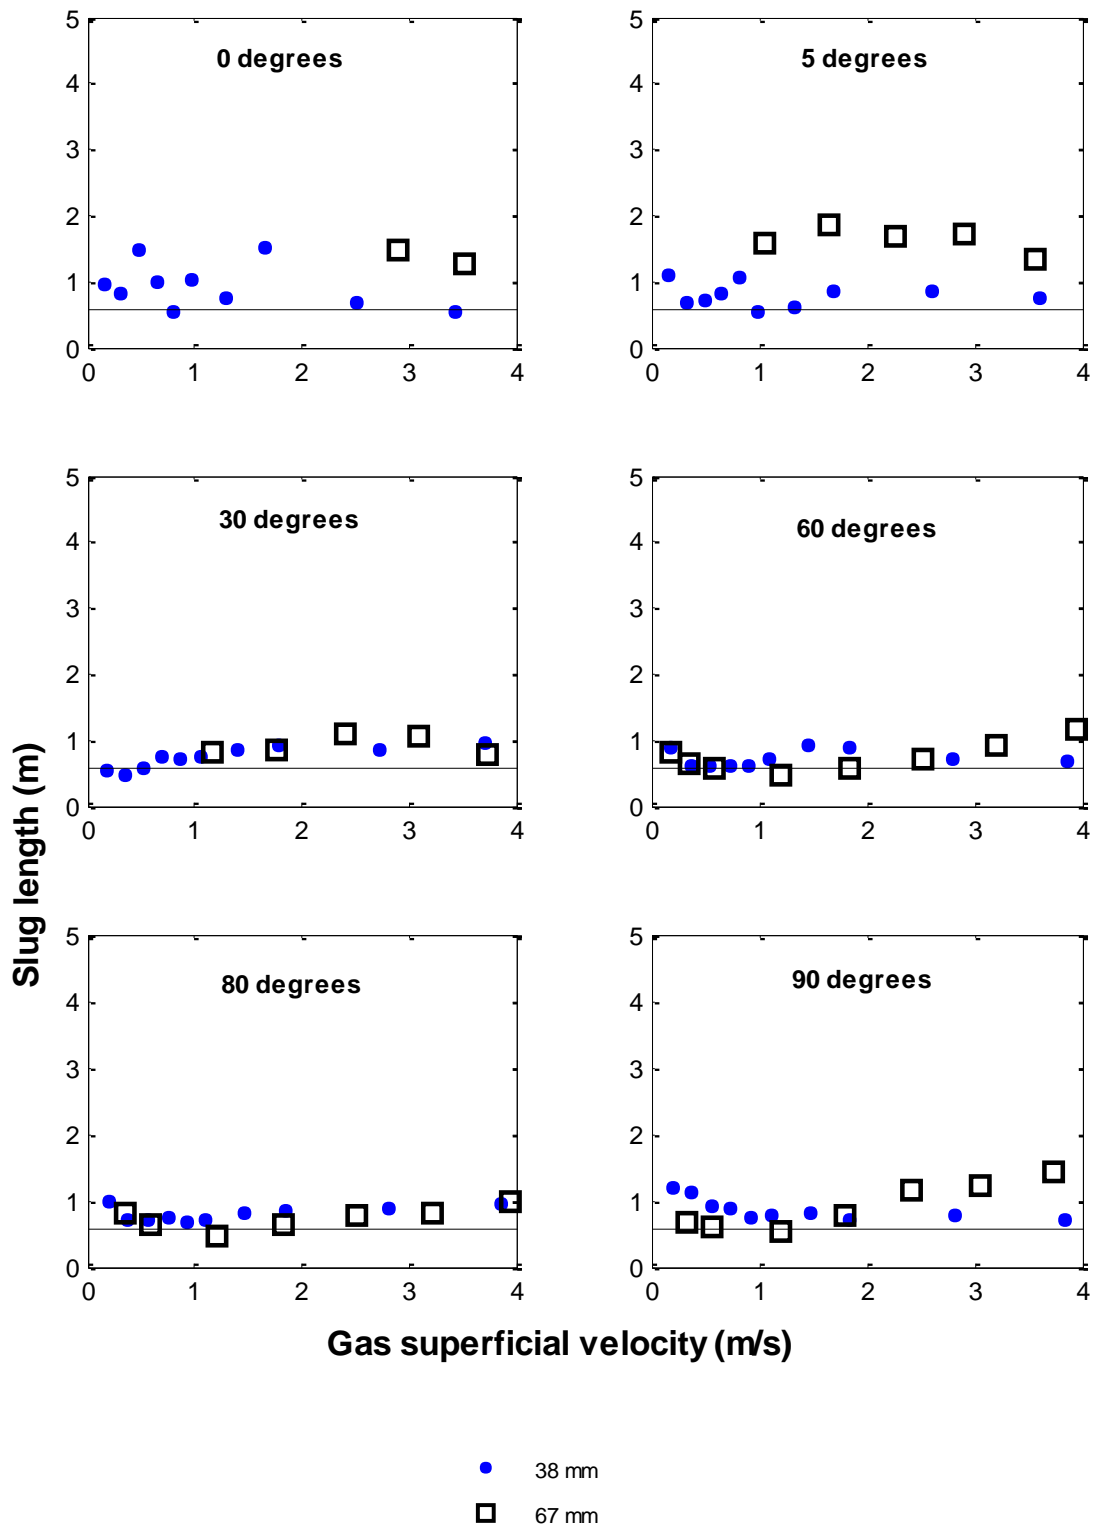 0 degrees
5
4
3
2
1
0
0 1 2 3 4
5 degrees
5
4
3
2
1
0
0 1 2 3 4
30 degrees
5
4
3
2
1
0
0 1 2 3 4
60 degrees
5
4
3
2
1
0
0 1 2 3 4
80 degrees
5
4
3
2
1
0
0 1 2 3 4
90 degrees
5
4
3
2
1
0
0 1 2 3 4
Slug length (m)
Gas superficial velocity (m/s)
38 mm
67 mm